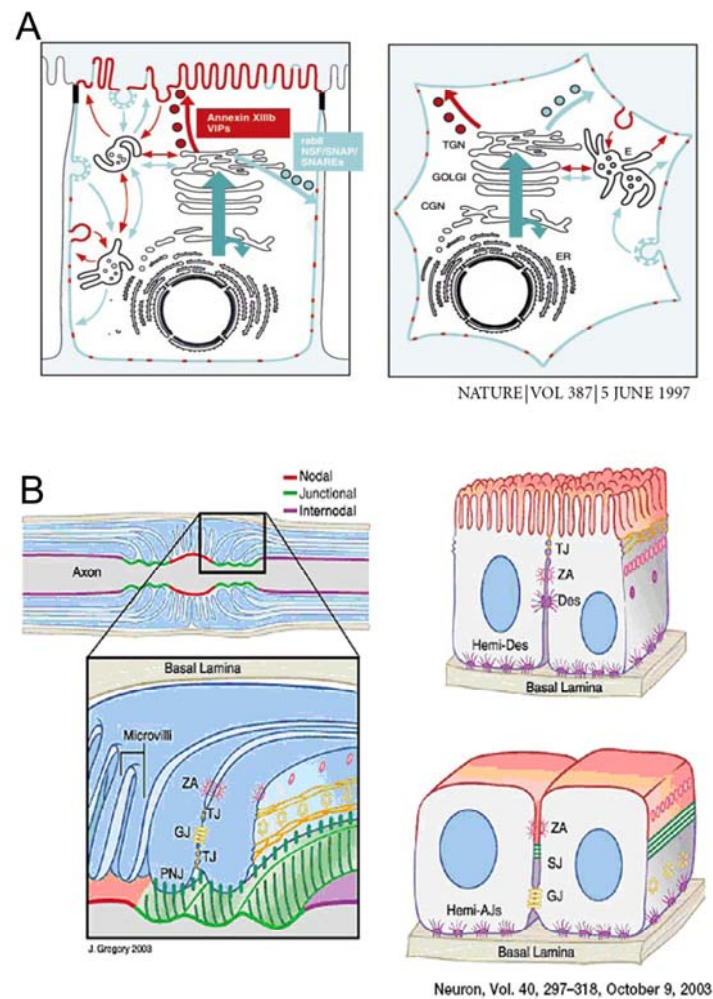 A
Annexin XIIIb
VIPs
rab8
NSF/SNAP/
SNAREs
TGN
GOLGI
CGN
E
ER
NATURE|VOL 387|5 JUNE 1997
B
Nodal
Junctional
Internodal
Axon
Basal Lamina
Microvilli
ZA
TJ
GJ
TJ
PNJ
J. Gregory 2003
TJ
ZA
Des
Hemi-Des
Basal Lamina
ZA
SJ
GJ
Hemi-AJs
Basal Lamina
Neuron, Vol. 40, 297–318, October 9, 2003